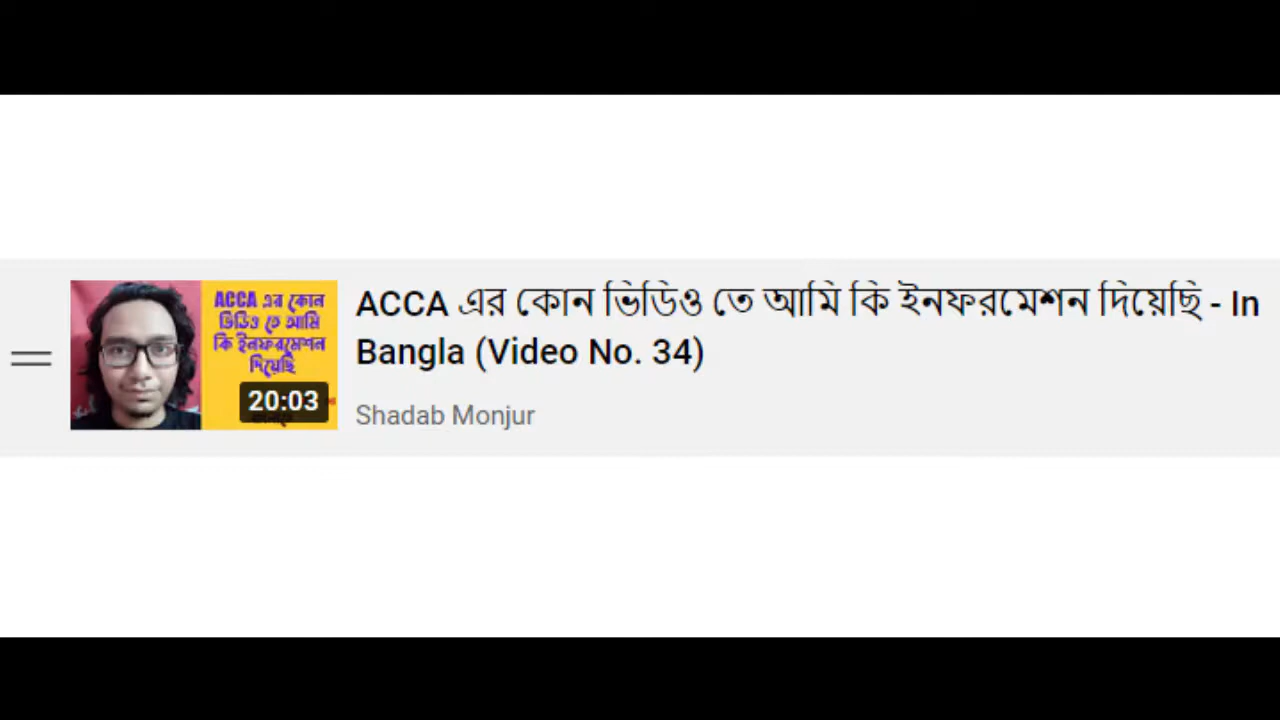 ACCA এর কোন
ভিডিও তে আমি
কি ইনফরমেশন
দিয়েছি
20:03
ACCA এর কোন ভিডিও তে আমি কি ইনফরমেশন দিয়েছি - In
Bangla (Video No. 34)
Shadab Monjur